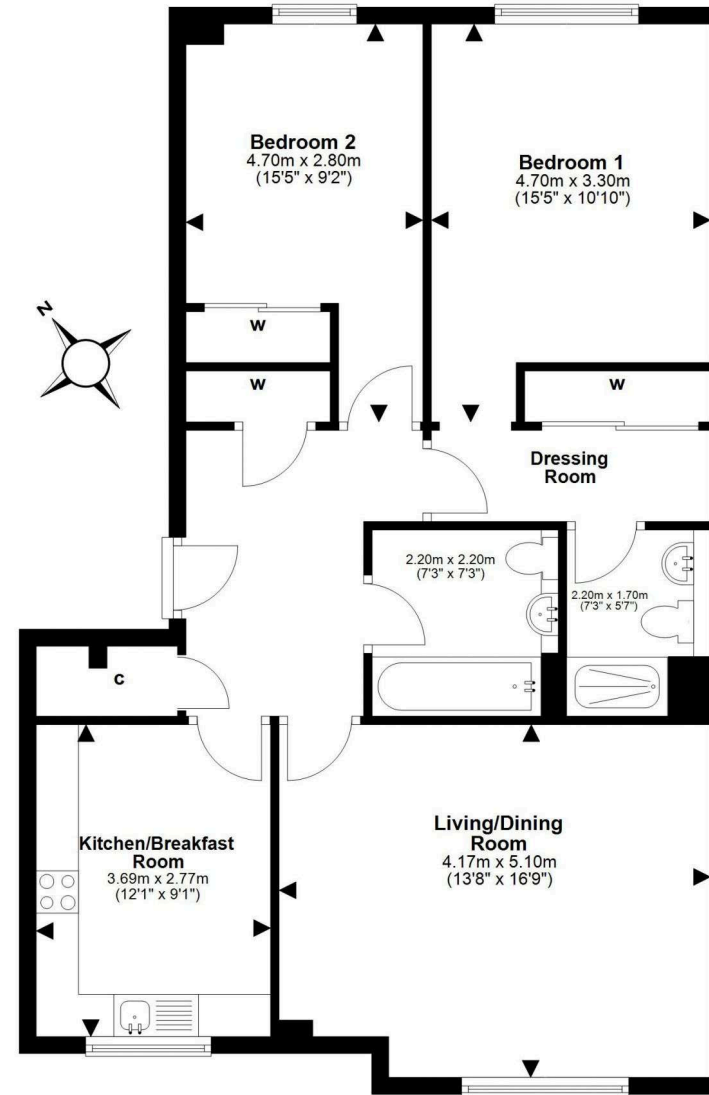 Bedroom 2
4.70m x 2.80m
(15'5" x 9'2")
Bedroom 1
4.70m x 3.30m
(15'5" x 10'10")
N
w
w
w
Dressing
Room
2.20m x 2.20m
(7'3" x 7'3")
2.20m x 1.70m
(7'3" x 5'7")
c
Kitchen/Breakfast
Room
3.69m x 2.77m
(12'1" x 9'1")
Living/Dining
Room
4.17m x 5.10m
(13'8" x 16'9")